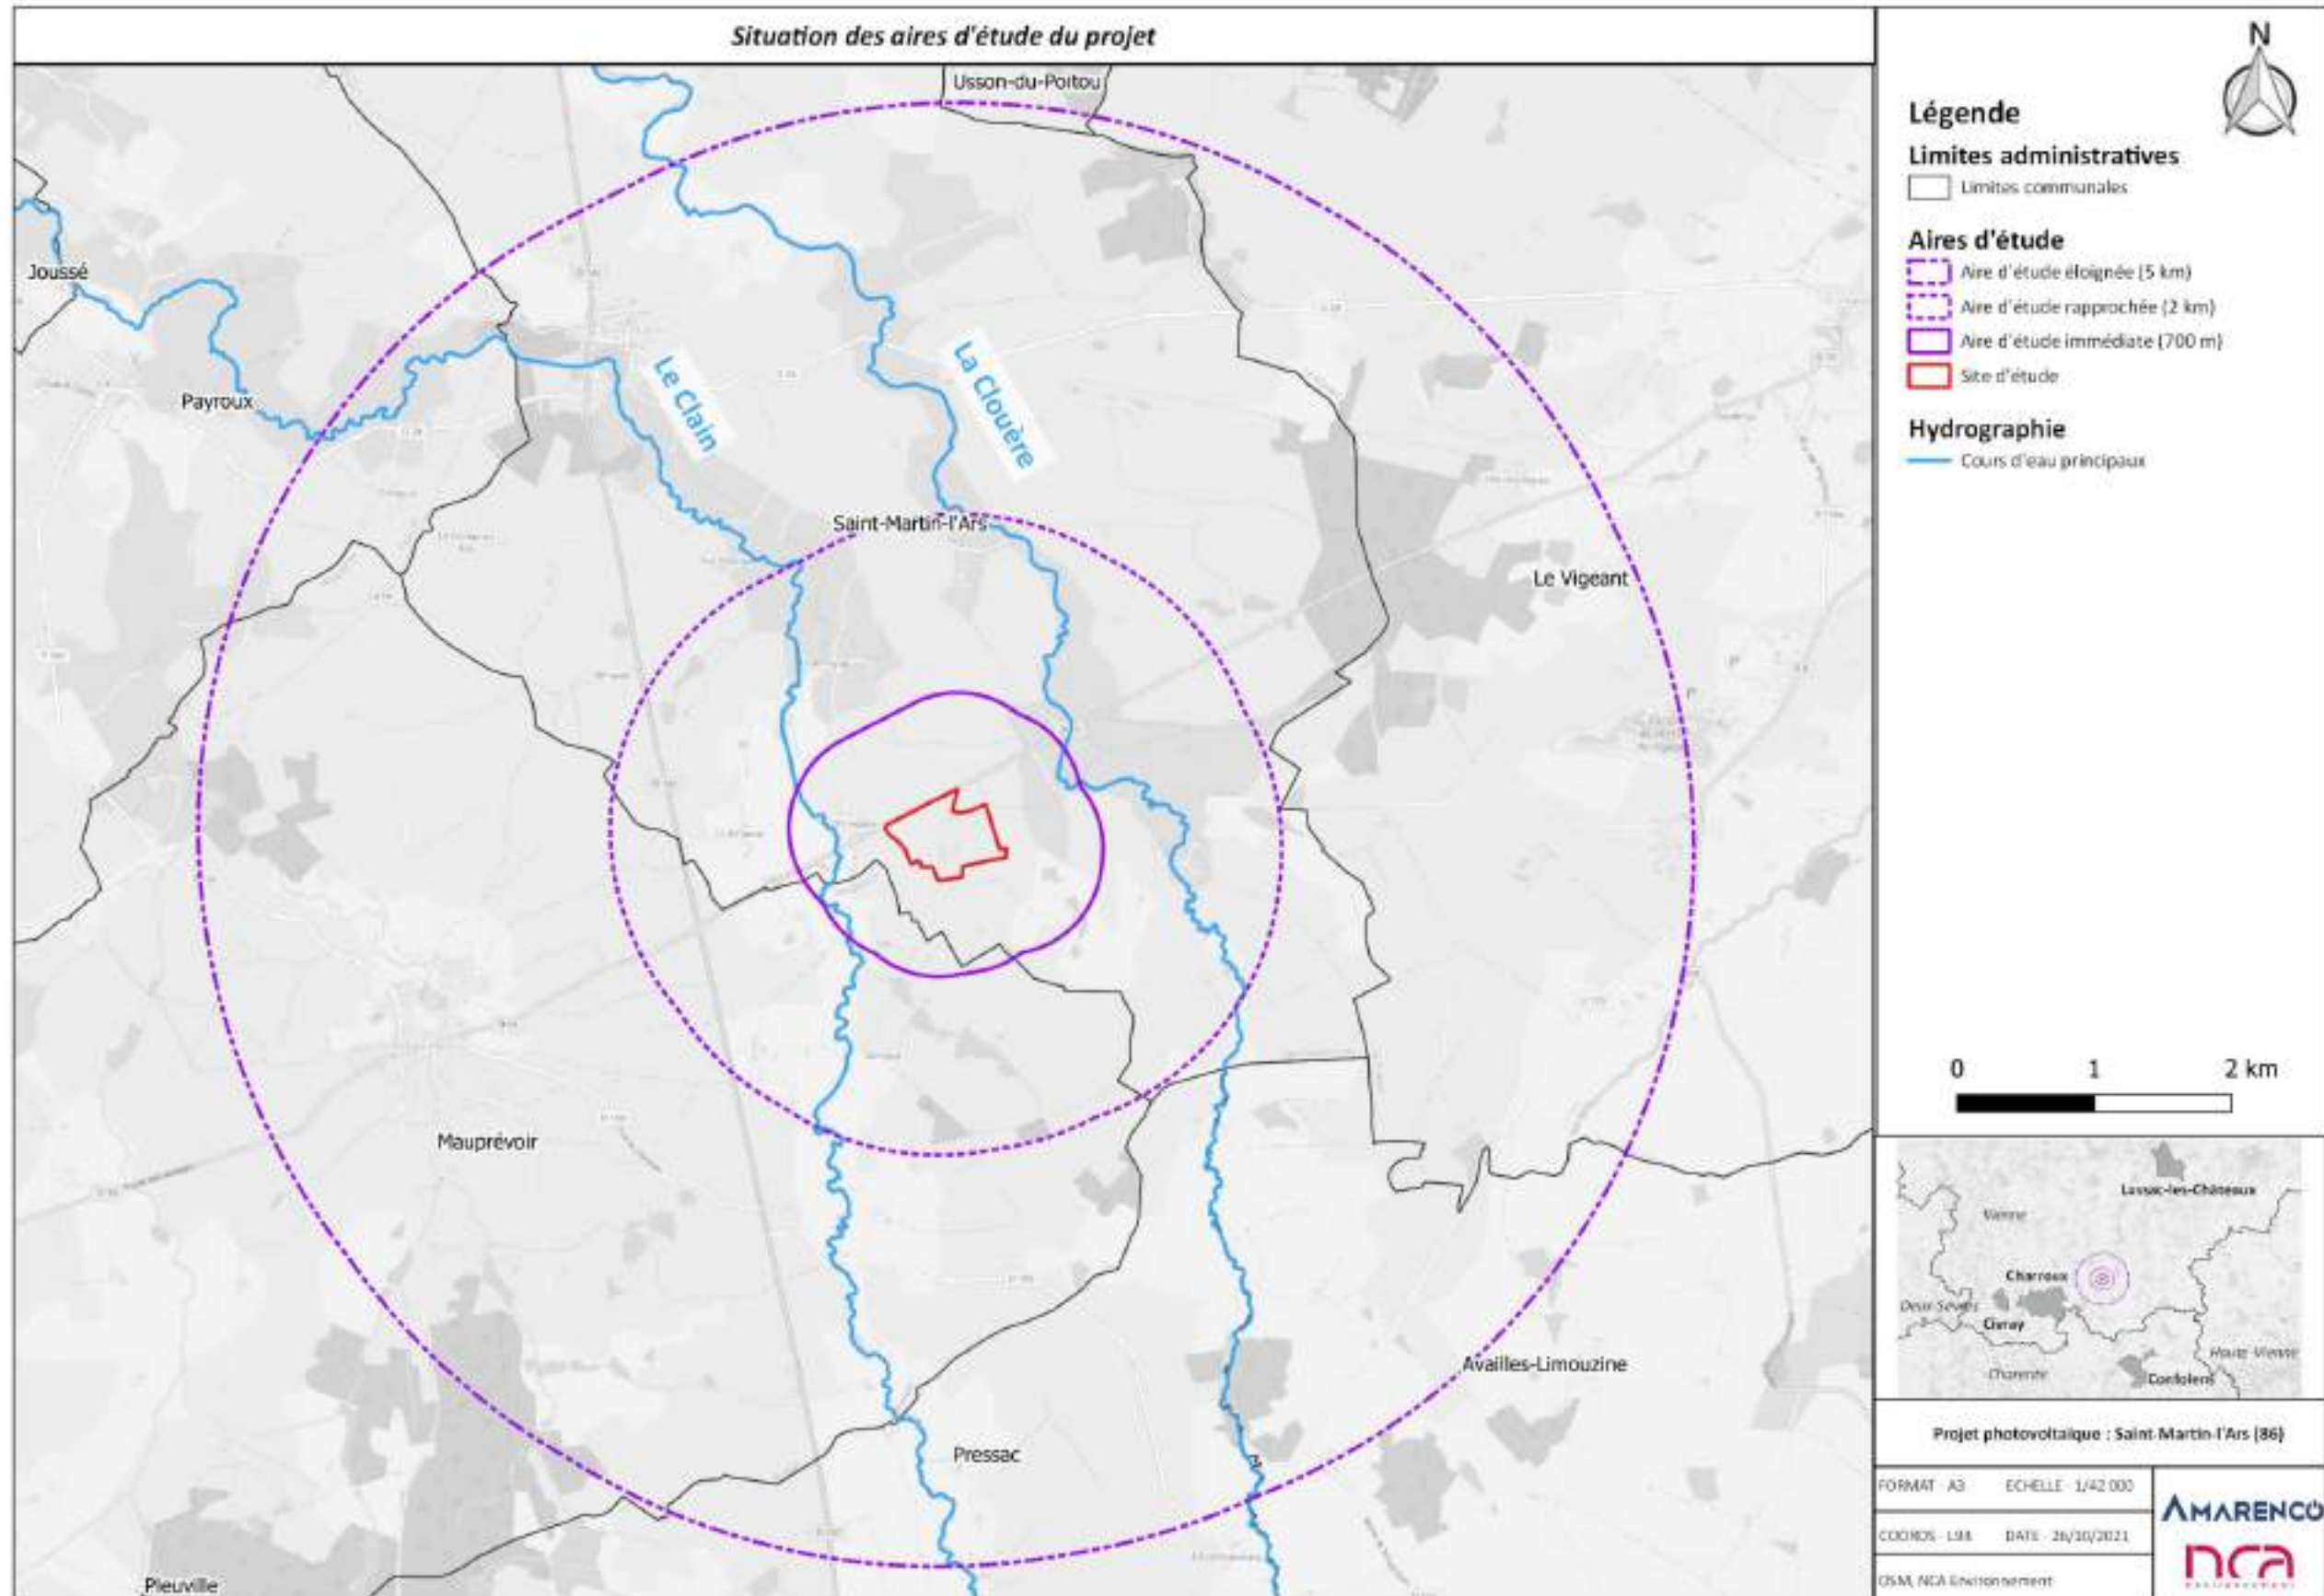 Situation des aires d'étude du projet
Usson-du-Poitou
Joussé
Payroux
Le Clain
La Clouère
Saint-Martin-l'Ars
Le Vigeant
Mauprévoir
Availles-Limouzine
Pressac
Pleuville
N
Légende
Limites administratives
Limites communales
Aires d'étude
Aire d'étude éloignée (5 km)
Aire d'étude rapprochée (2 km)
Aire d'étude immédiate (700 m)
Site d'étude
Hydrographie
Cours d'eau principaux
0 1 2 km
Lussac-les-Châteaux
Vienne
Charroux
Deux-Sèvres
Civray
Haute-Vienne
Charente
Confolens
Projet photovoltaïque : Saint-Martin-l'Ars (86)
FORMAT - A3 ECHELLE - 1/42 000
COORDS - L93 DATE - 26/10/2021
OSM, NCA Environnement
AMARENCO
nca
ENVIRONNEMENT